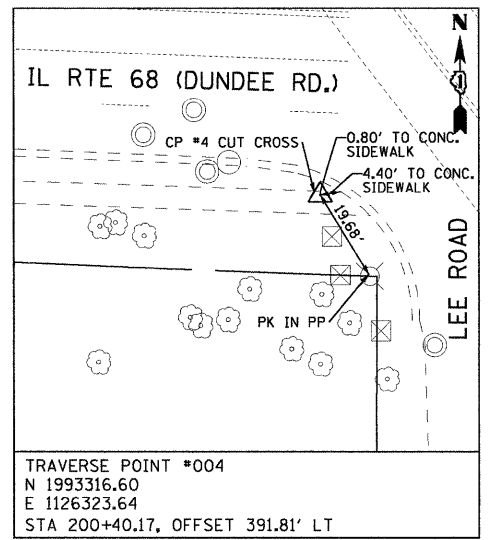 N
IL RTE 68 (DUNDEE RD.)
CP #4 CUT CROSS
0.80' TO CONC.
SIDEWALK
4.40' TO CONC.
SIDEWALK
19.68'
LEE ROAD
PK IN PP
TRAVERSE POINT #004
N 1993316.60
E 1126323.64
STA 200+40.17, OFFSET 391.81' LT